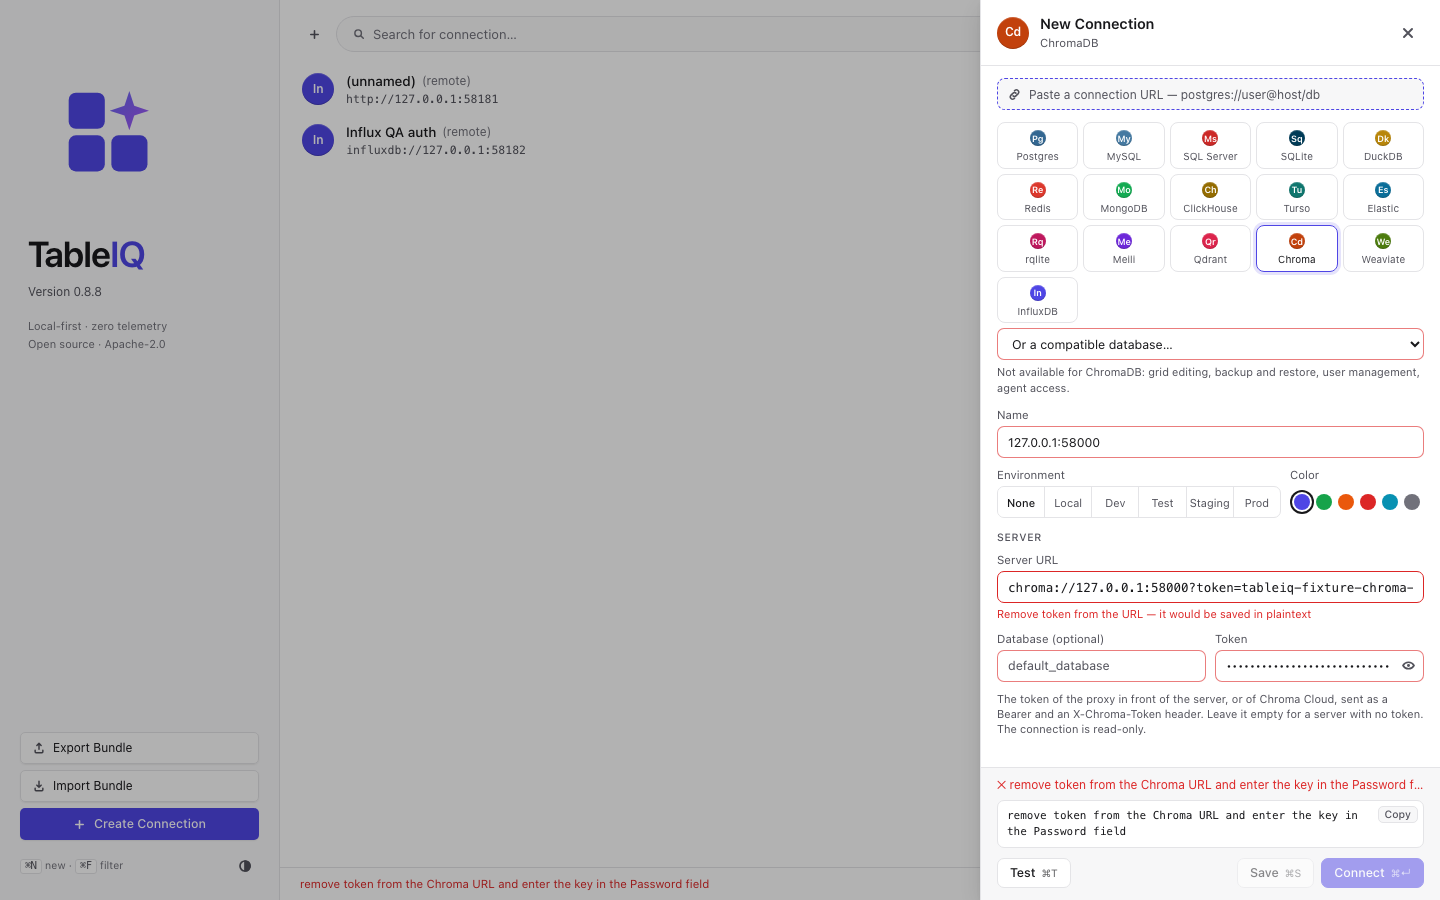 TableIQ
Version 0.8.8
Local-first · zero telemetry
Open source · Apache-2.0
Export Bundle
Import Bundle
+ Create Connection
⌘N new · ⌘F filter
+
Search for connection...
In
(unnamed) (remote)
http://127.0.0.1:58181
In
Influx QA auth (remote)
influxdb://127.0.0.1:58182
remove token from the Chroma URL and enter the key in the Password field
Cd
New Connection
ChromaDB
Paste a connection URL — postgres://user@host/db
Pg My Ms Sq Dk
Postgres MySQL SQL Server SQLite DuckDB
Re Mo Ch Tu Es
Redis MongoDB ClickHouse Turso Elastic
Rq Me Qr Cd We
rqlite Meili Qdrant Chroma Weaviate
In
InfluxDB
Or a compatible database...
Not available for ChromaDB: grid editing, backup and restore, user management,
agent access.
Name
127.0.0.1:58000
Environment Color
None Local Dev Test Staging Prod
SERVER
Server URL
chroma://127.0.0.1:58000?token=tableiq-fixture-chroma-
Remove token from the URL — it would be saved in plaintext
Database (optional) Token
default_database ••••••••••••••••••••••••••••
The token of the proxy in front of the server, or of Chroma Cloud, sent as a
Bearer and an X-Chroma-Token header. Leave it empty for a server with no token.
The connection is read-only.
remove token from the Chroma URL and enter the key in the Password f...
remove token from the Chroma URL and enter the key in
the Password field
Copy
Test ⌘T
Save ⌘S
Connect ⌘↵